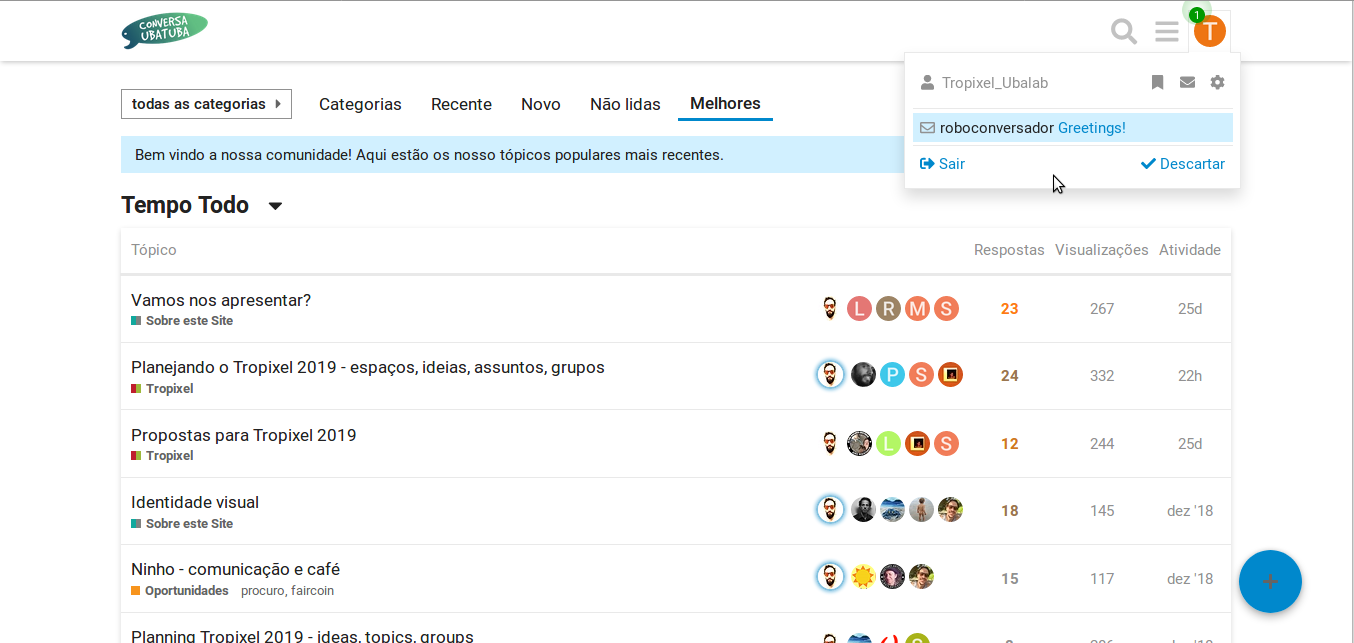 CONVERSA
UBATUBA
1
T
Tropixel_Ubalab
roboconversador Greetings!
Sair
Descartar
todas as categorias
Categorias
Recente
Novo
Não lidas
Melhores
Bem vindo a nossa comunidade! Aqui estão os nosso tópicos populares mais recentes.
Tempo Todo
Tópico Respostas Visualizações Atividade
Vamos nos apresentar? L R M S 23 267 25d
Sobre este Site
Planejando o Tropixel 2019 - espaços, ideias, assuntos, grupos P S 24 332 22h
Tropixel
Propostas para Tropixel 2019 L S 12 244 25d
Tropixel
Identidade visual 18 145 dez '18
Sobre este Site
Ninho - comunicação e café 15 117 dez '18
Oportunidades procuro, faircoin
Planning Tropixel 2019 - ideas, topics, groups